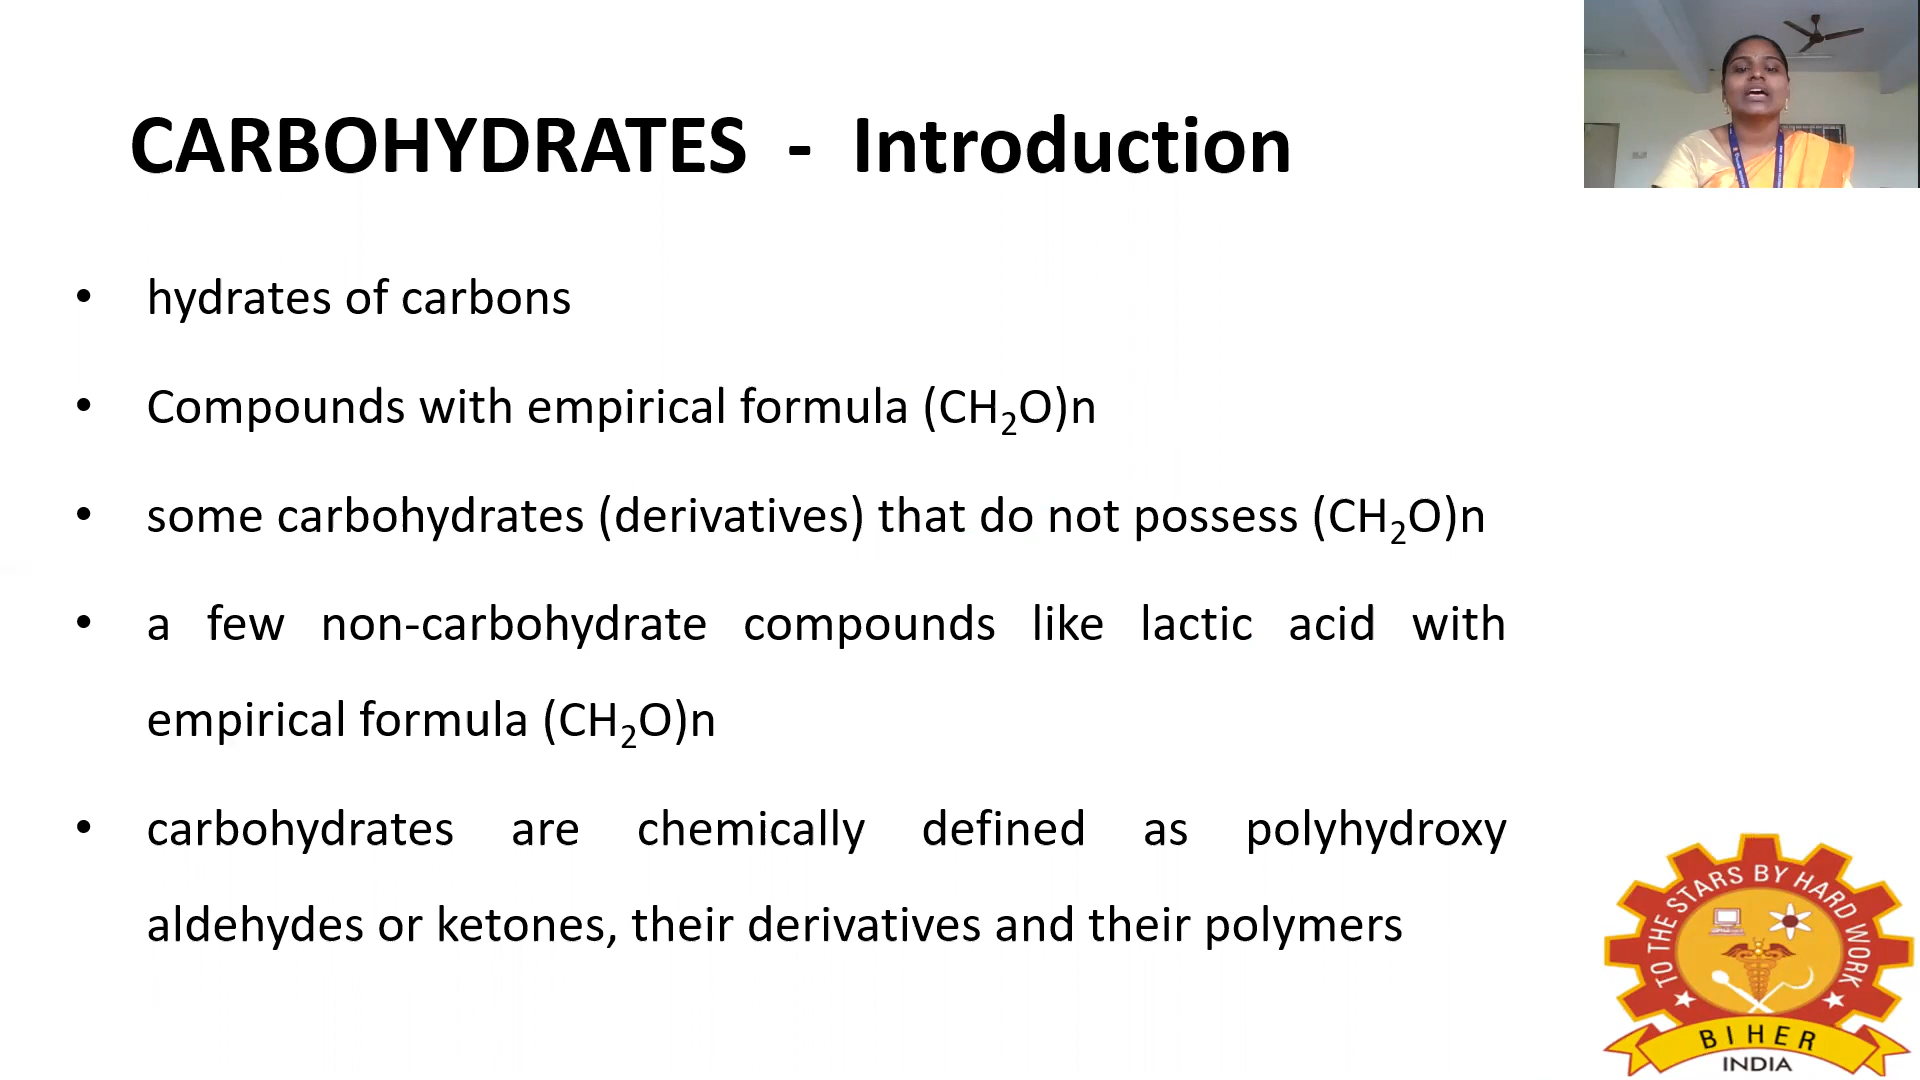 CARBOHYDRATES - Introduction
• hydrates of carbons
• Compounds with empirical formula (CH₂O)n
• some carbohydrates (derivatives) that do not possess (CH₂O)n
• a few non-carbohydrate compounds like lactic acid with
empirical formula (CH₂O)n
• carbohydrates are chemically defined as polyhydroxy
aldehydes or ketones, their derivatives and their polymers
TO THE STARS BY HARD WORK
BIHER
INDIA